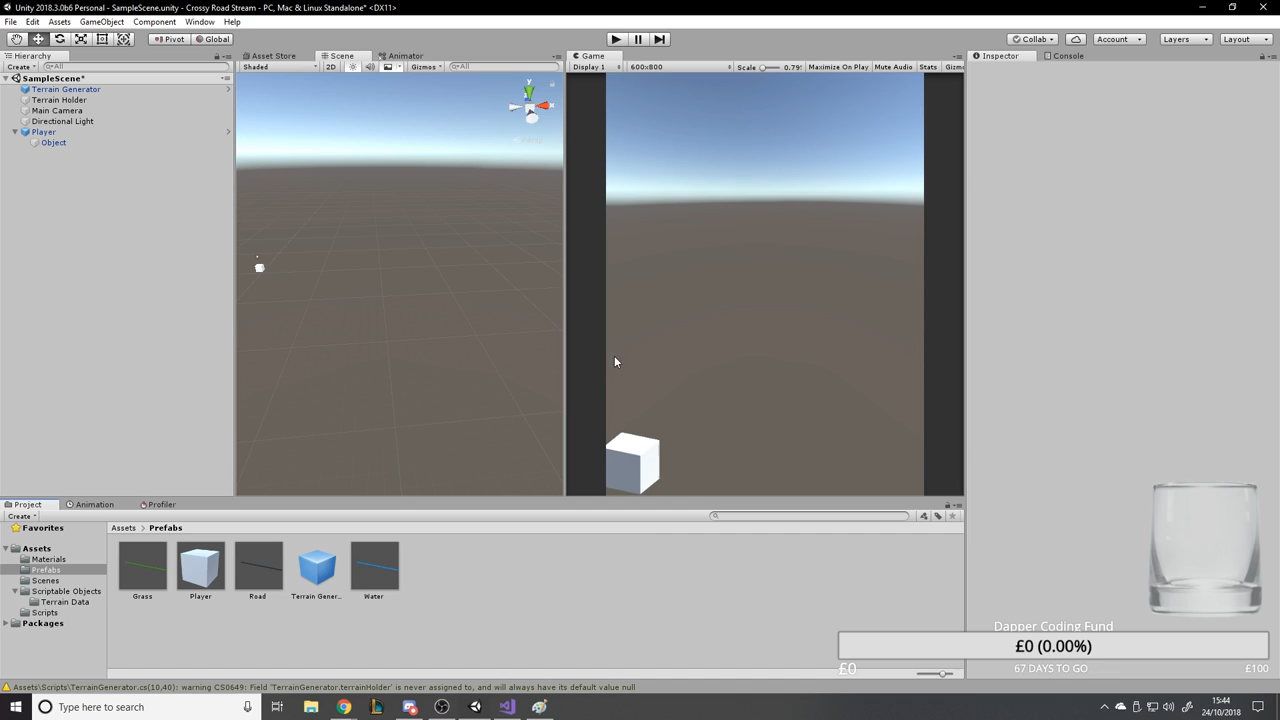 Unity 2018.3.0b6 Personal - SampleScene.unity - Crossy Road Stream - PC, Mac & Linux Standalone* <DX11>
File Edit Assets GameObject Component Window Help
Pivot Global Collab Account Layers Layout
Hierarchy Asset Store Scene Animator Game Inspector Console
Create All Shaded 2D Gizmos All Display 1 600x800 Scale 0.79 Maximize On Play Mute Audio Stats Gizm
SampleScene*
Terrain Generator
Terrain Holder
Main Camera
Directional Light
Player
Object
y
x
Persp
Project Animation Profiler
Create
Favorites
Assets
Materials
Prefabs
Scenes
Scriptable Objects
Terrain Data
Scripts
Packages
Assets > Prefabs
Grass Player Road Terrain Gener... Water
Dapper Coding Fund
£0 (0.00%)
£0 67 DAYS TO GO £100
Assets\Scripts\TerrainGenerator.cs(10,40): warning CS0649: Field 'TerrainGenerator.terrainHolder' is never assigned to, and will always have its default value null
Type here to search
15:44
24/10/2018